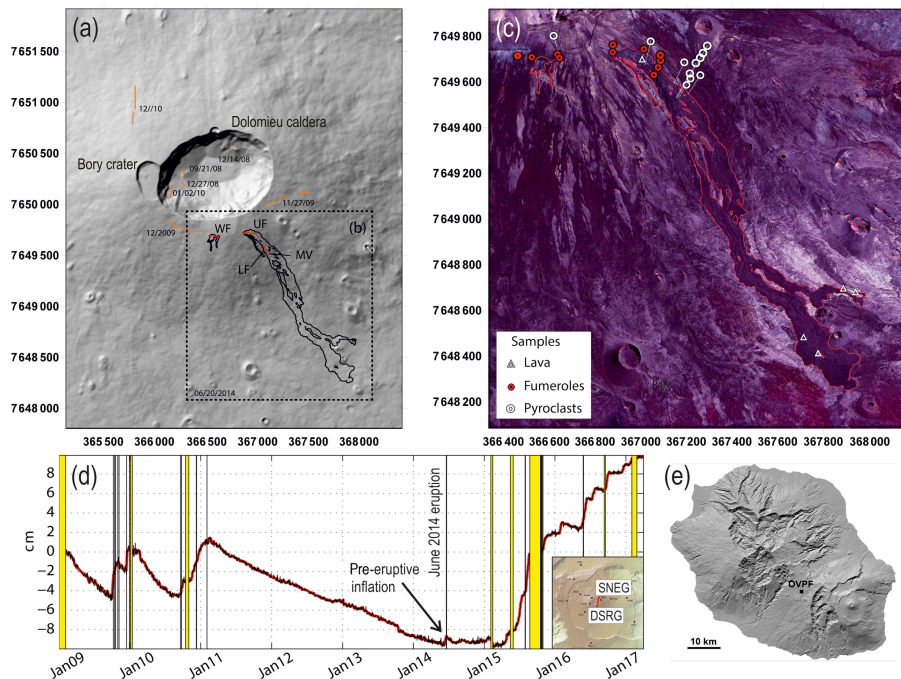 (a)
7 651 500
7 651 000
7 650 500
7 650 000
7 649 500
7 649 000
7 648 500
7 648 000
12//10
Dolomieu caldera
12/14/08
Bory crater
09/21/08
12/27/08
01/02/10
11/27/09
12/2009
WF
UF
(b)
MV
LF
06/20/2014
365 500
366 000
366 500
367 000
367 500
368 000
(c)
7 649 800
7 649 600
7 649 400
7 649 200
7 649 000
7 648 800
7 648 600
7 648 400
7 648 200
Samples
Lava
Fumeroles
Pyroclasts
366 400
366 600
366 800
367 000
367 200
367 400
367 600
367 800
368 000
(d)
cm
8
6
4
2
0
−2
−4
−6
−8
Pre-eruptive
inflation
June 2014 eruption
SNEG
DSRG
Jan09
Jan10
Jan11
Jan12
Jan13
Jan14
Jan15
Jan16
Jan17
(e)
OVPF
10 km